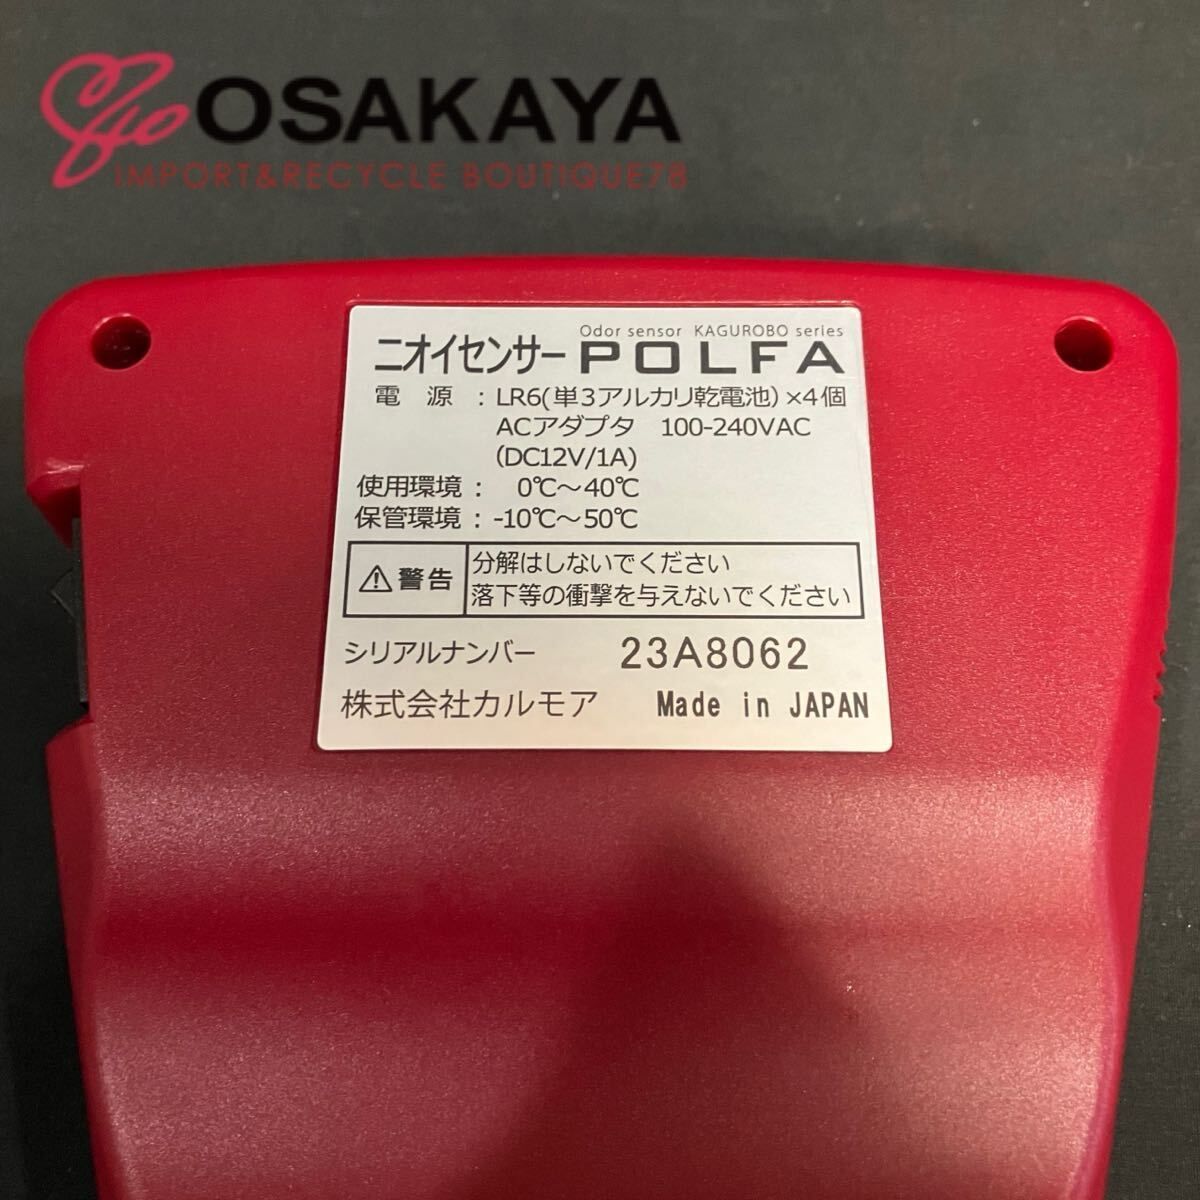 OSAKAYA
IMPORT&RECYCLE BOUTIQUE78
Odor sensor KAGUROBO series
ニオイセンサー POLFA
電 源 : LR6(単3アルカリ乾電池)×4個
ACアダプタ 100-240VAC
(DC12V/1A)
使用環境 : 0℃～40℃
保管環境 : -10℃～50℃
⚠警告 分解はしないでください
落下等の衝撃を与えないでください
シリアルナンバー 23A8062
株式会社カルモア Made in JAPAN